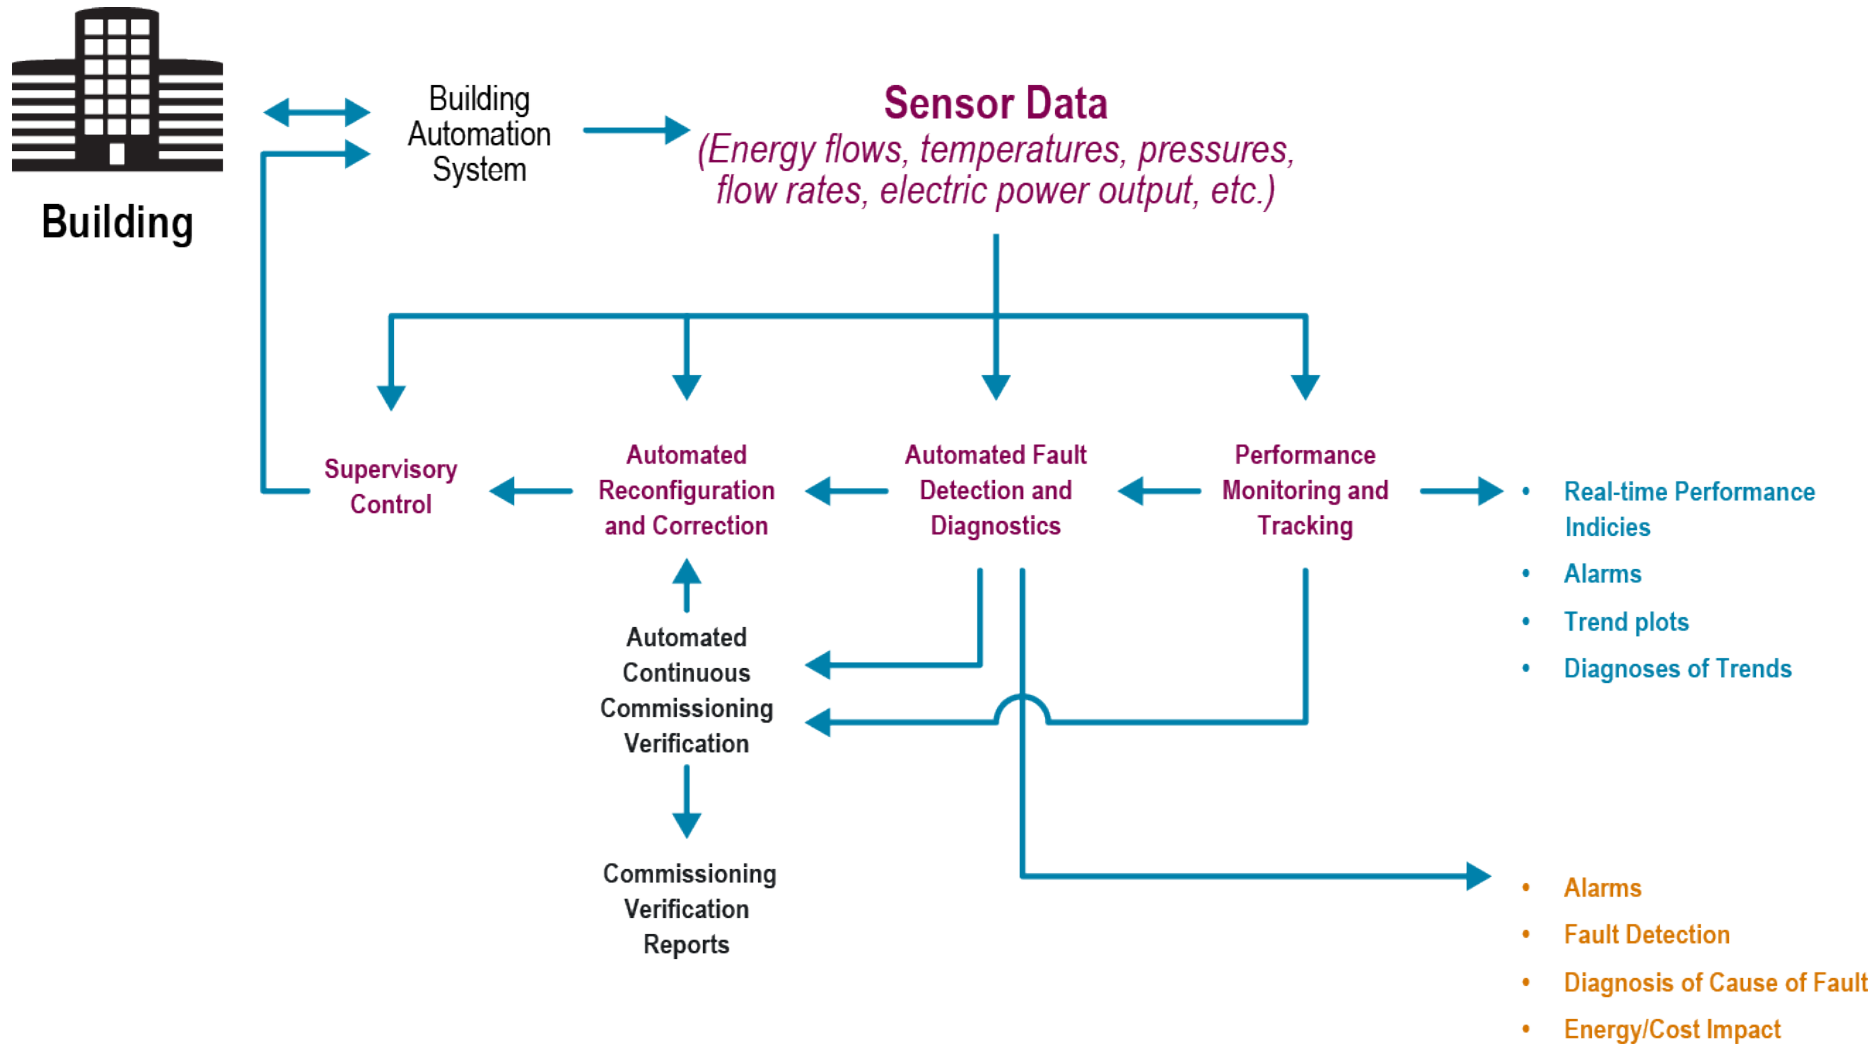 Building
Building
Automation
System
Sensor Data
(Energy flows, temperatures, pressures,
flow rates, electric power output, etc.)
Supervisory
Control
Automated
Reconfiguration
and Correction
Automated Fault
Detection and
Diagnostics
Performance
Monitoring and
Tracking
• Real-time Performance
Indicies
• Alarms
• Trend plots
• Diagnoses of Trends
Automated
Continuous
Commissioning
Verification
Commissioning
Verification
Reports
• Alarms
• Fault Detection
• Diagnosis of Cause of Fault
• Energy/Cost Impact